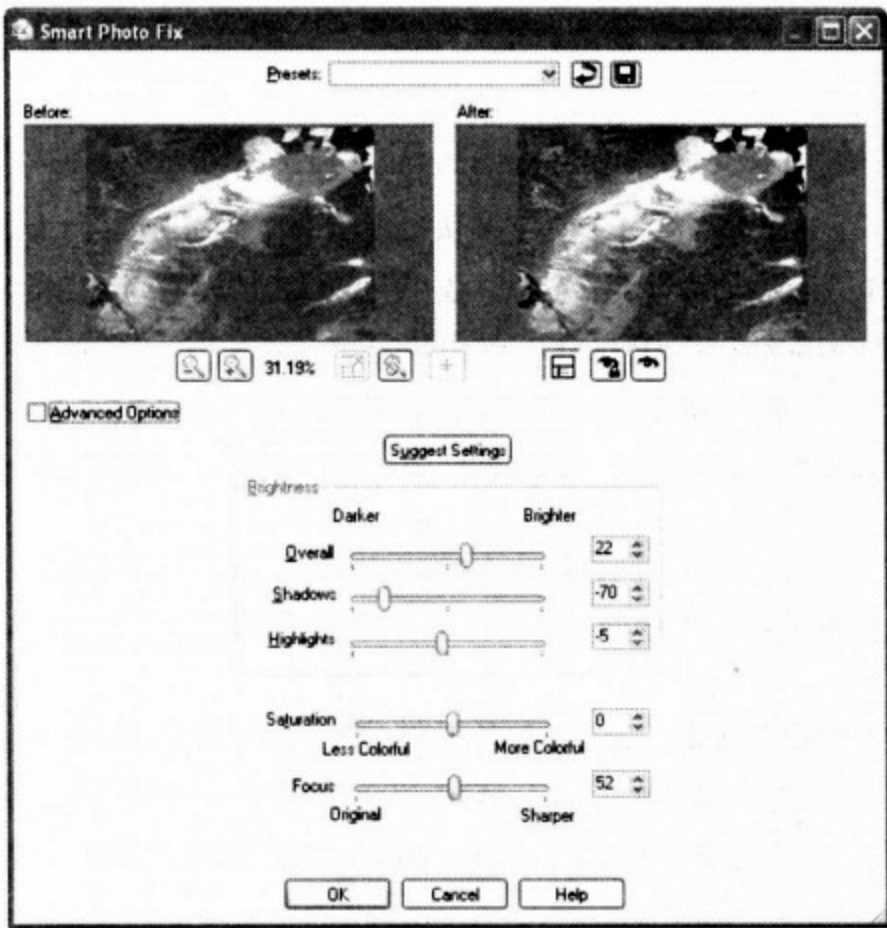 Smart Photo Fix
Presets:
Before:
After:
31.19%
Advanced Options
Suggest Settings
Brightness
Darker Brighter
Overall 22
Shadows -70
Highlights -5
Saturation 0
Less Colorful More Colorful
Focus 52
Original Sharper
OK Cancel Help